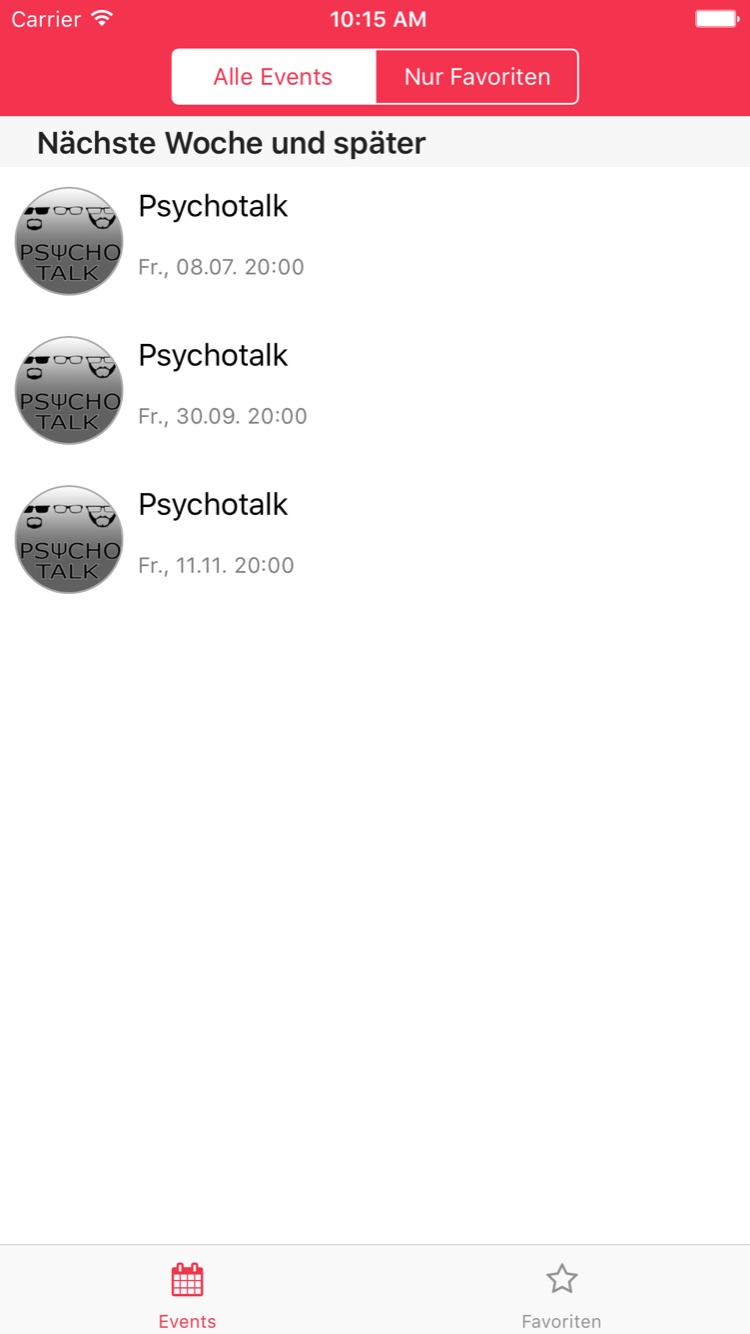 Carrier 10:15 AM
Alle Events Nur Favoriten
Nächste Woche und später
Psychotalk
Fr., 08.07. 20:00
PSΨCHO
TALK
Psychotalk
Fr., 30.09. 20:00
PSΨCHO
TALK
Psychotalk
Fr., 11.11. 20:00
PSΨCHO
TALK
Events Favoriten